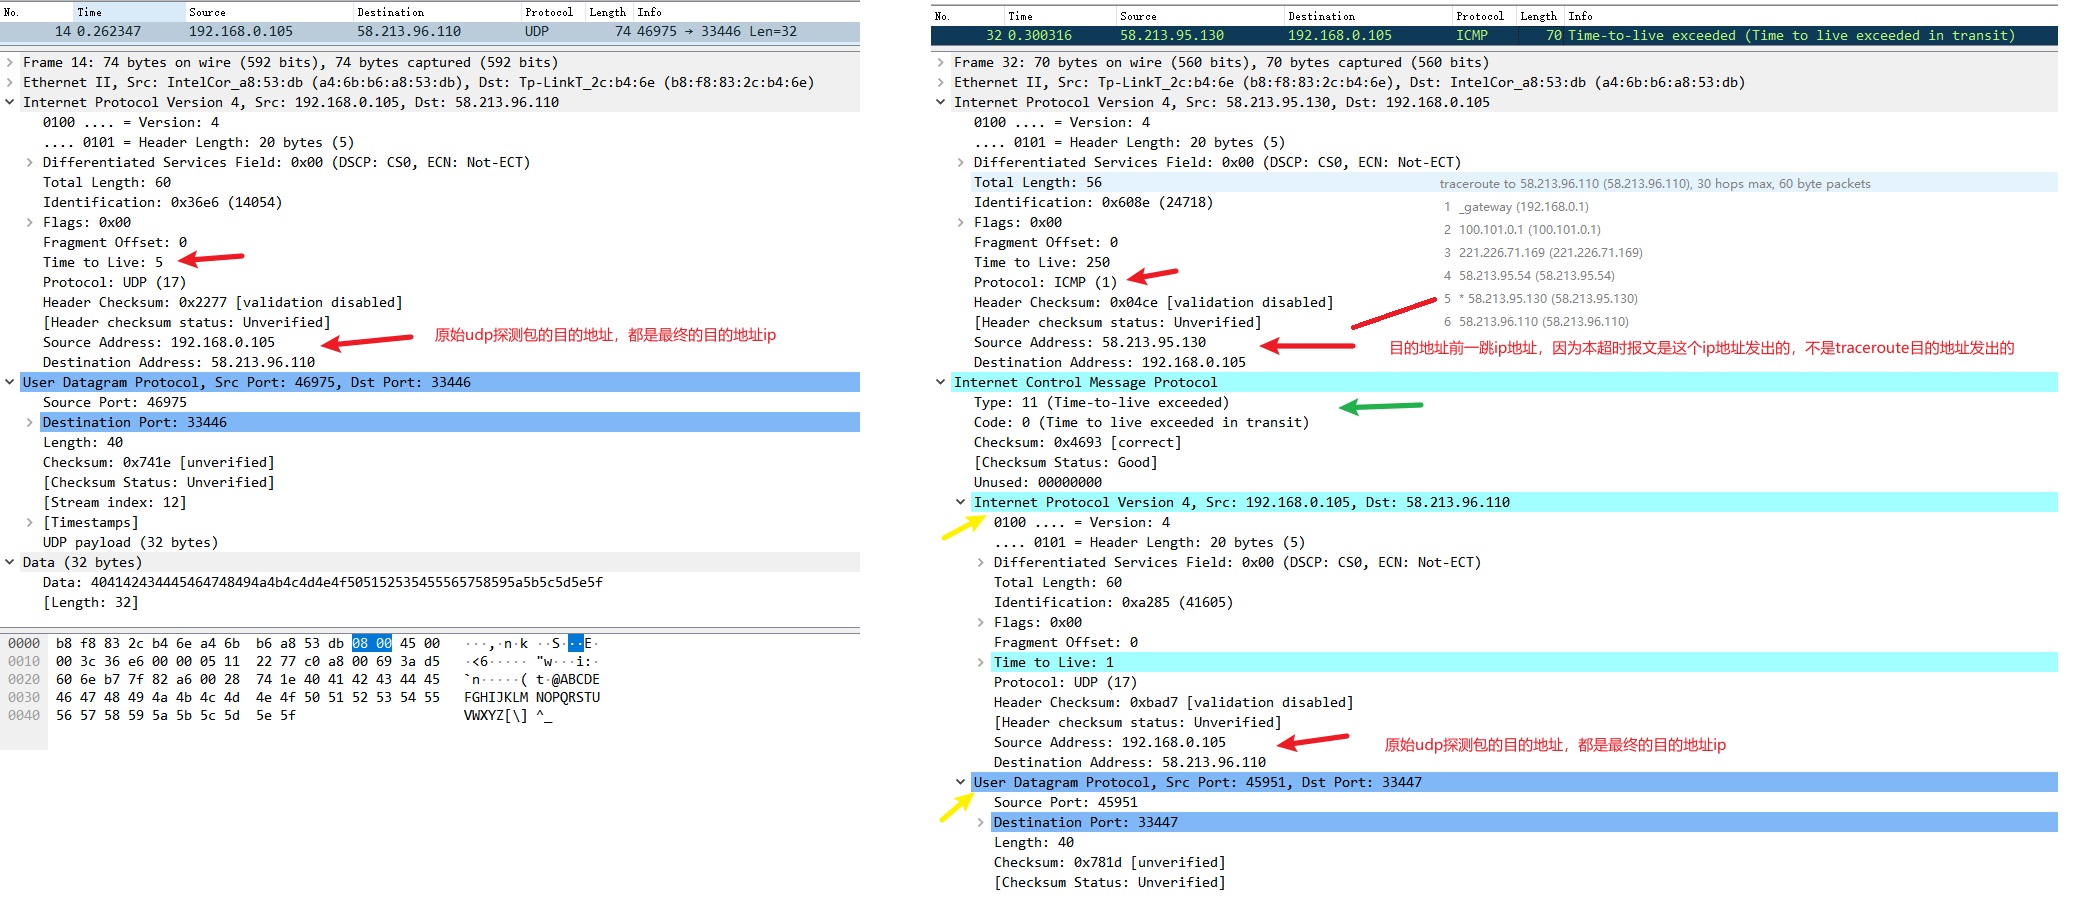 No. Time Source Destination Protocol Length Info
14 0.262347 192.168.0.105 58.213.96.110 UDP 74 46975 → 33446 Len=32
Frame 14: 74 bytes on wire (592 bits), 74 bytes captured (592 bits)
Ethernet II, Src: IntelCor_a8:53:db (a4:6b:b6:a8:53:db), Dst: Tp-LinkT_2c:b4:6e (b8:f8:83:2c:b4:6e)
Internet Protocol Version 4, Src: 192.168.0.105, Dst: 58.213.96.110
0100 .... = Version: 4
.... 0101 = Header Length: 20 bytes (5)
Differentiated Services Field: 0x00 (DSCP: CS0, ECN: Not-ECT)
Total Length: 60
Identification: 0x36e6 (14054)
Flags: 0x00
Fragment Offset: 0
Time to Live: 5
Protocol: UDP (17)
Header Checksum: 0x2277 [validation disabled]
[Header checksum status: Unverified]
Source Address: 192.168.0.105
原始udp探测包的目的地址，都是最终的目的地址ip
Destination Address: 58.213.96.110
User Datagram Protocol, Src Port: 46975, Dst Port: 33446
Source Port: 46975
Destination Port: 33446
Length: 40
Checksum: 0x741e [unverified]
[Checksum Status: Unverified]
[Stream index: 12]
[Timestamps]
UDP payload (32 bytes)
Data (32 bytes)
Data: 404142434445464748494a4b4c4d4e4f505152535455565758595a5b5c5d5e5f
[Length: 32]
0000 b8 f8 83 2c b4 6e a4 6b b6 a8 53 db 08 00 45 00 ···,·n·k ··S···E·
0010 00 3c 36 e6 00 00 05 11 22 77 c0 a8 00 69 3a d5 ·<6····· "w···i:·
0020 60 6e b7 7f 82 a6 00 28 74 1e 40 41 42 43 44 45 `n·····( t·@ABCDE
0030 46 47 48 49 4a 4b 4c 4d 4e 4f 50 51 52 53 54 55 FGHIJKLM NOPQRSTU
0040 56 57 58 59 5a 5b 5c 5d 5e 5f VWXYZ[\] ^_
No. Time Source Destination Protocol Length Info
32 0.300316 58.213.95.130 192.168.0.105 ICMP 70 Time-to-live exceeded (Time to live exceeded in transit)
Frame 32: 70 bytes on wire (560 bits), 70 bytes captured (560 bits)
Ethernet II, Src: Tp-LinkT_2c:b4:6e (b8:f8:83:2c:b4:6e), Dst: IntelCor_a8:53:db (a4:6b:b6:a8:53:db)
Internet Protocol Version 4, Src: 58.213.95.130, Dst: 192.168.0.105
0100 .... = Version: 4
.... 0101 = Header Length: 20 bytes (5)
Differentiated Services Field: 0x00 (DSCP: CS0, ECN: Not-ECT)
Total Length: 56
Identification: 0x608e (24718)
Flags: 0x00
Fragment Offset: 0
Time to Live: 250
Protocol: ICMP (1)
Header Checksum: 0x04ce [validation disabled]
[Header checksum status: Unverified]
Source Address: 58.213.95.130
Destination Address: 192.168.0.105
traceroute to 58.213.96.110 (58.213.96.110), 30 hops max, 60 byte packets
1 _gateway (192.168.0.1)
2 100.101.0.1 (100.101.0.1)
3 221.226.71.169 (221.226.71.169)
4 58.213.95.54 (58.213.95.54)
5 * 58.213.95.130 (58.213.95.130)
6 58.213.96.110 (58.213.96.110)
目的地址前一跳ip地址，因为本超时报文是这个ip地址发出的，不是traceroute目的地址发出的
Internet Control Message Protocol
Type: 11 (Time-to-live exceeded)
Code: 0 (Time to live exceeded in transit)
Checksum: 0x4693 [correct]
[Checksum Status: Good]
Unused: 00000000
Internet Protocol Version 4, Src: 192.168.0.105, Dst: 58.213.96.110
0100 .... = Version: 4
.... 0101 = Header Length: 20 bytes (5)
Differentiated Services Field: 0x00 (DSCP: CS0, ECN: Not-ECT)
Total Length: 60
Identification: 0xa285 (41605)
Flags: 0x00
Fragment Offset: 0
Time to Live: 1
Protocol: UDP (17)
Header Checksum: 0xbad7 [validation disabled]
[Header checksum status: Unverified]
Source Address: 192.168.0.105
原始udp探测包的目的地址，都是最终的目的地址ip
Destination Address: 58.213.96.110
User Datagram Protocol, Src Port: 45951, Dst Port: 33447
Source Port: 45951
Destination Port: 33447
Length: 40
Checksum: 0x781d [unverified]
[Checksum Status: Unverified]